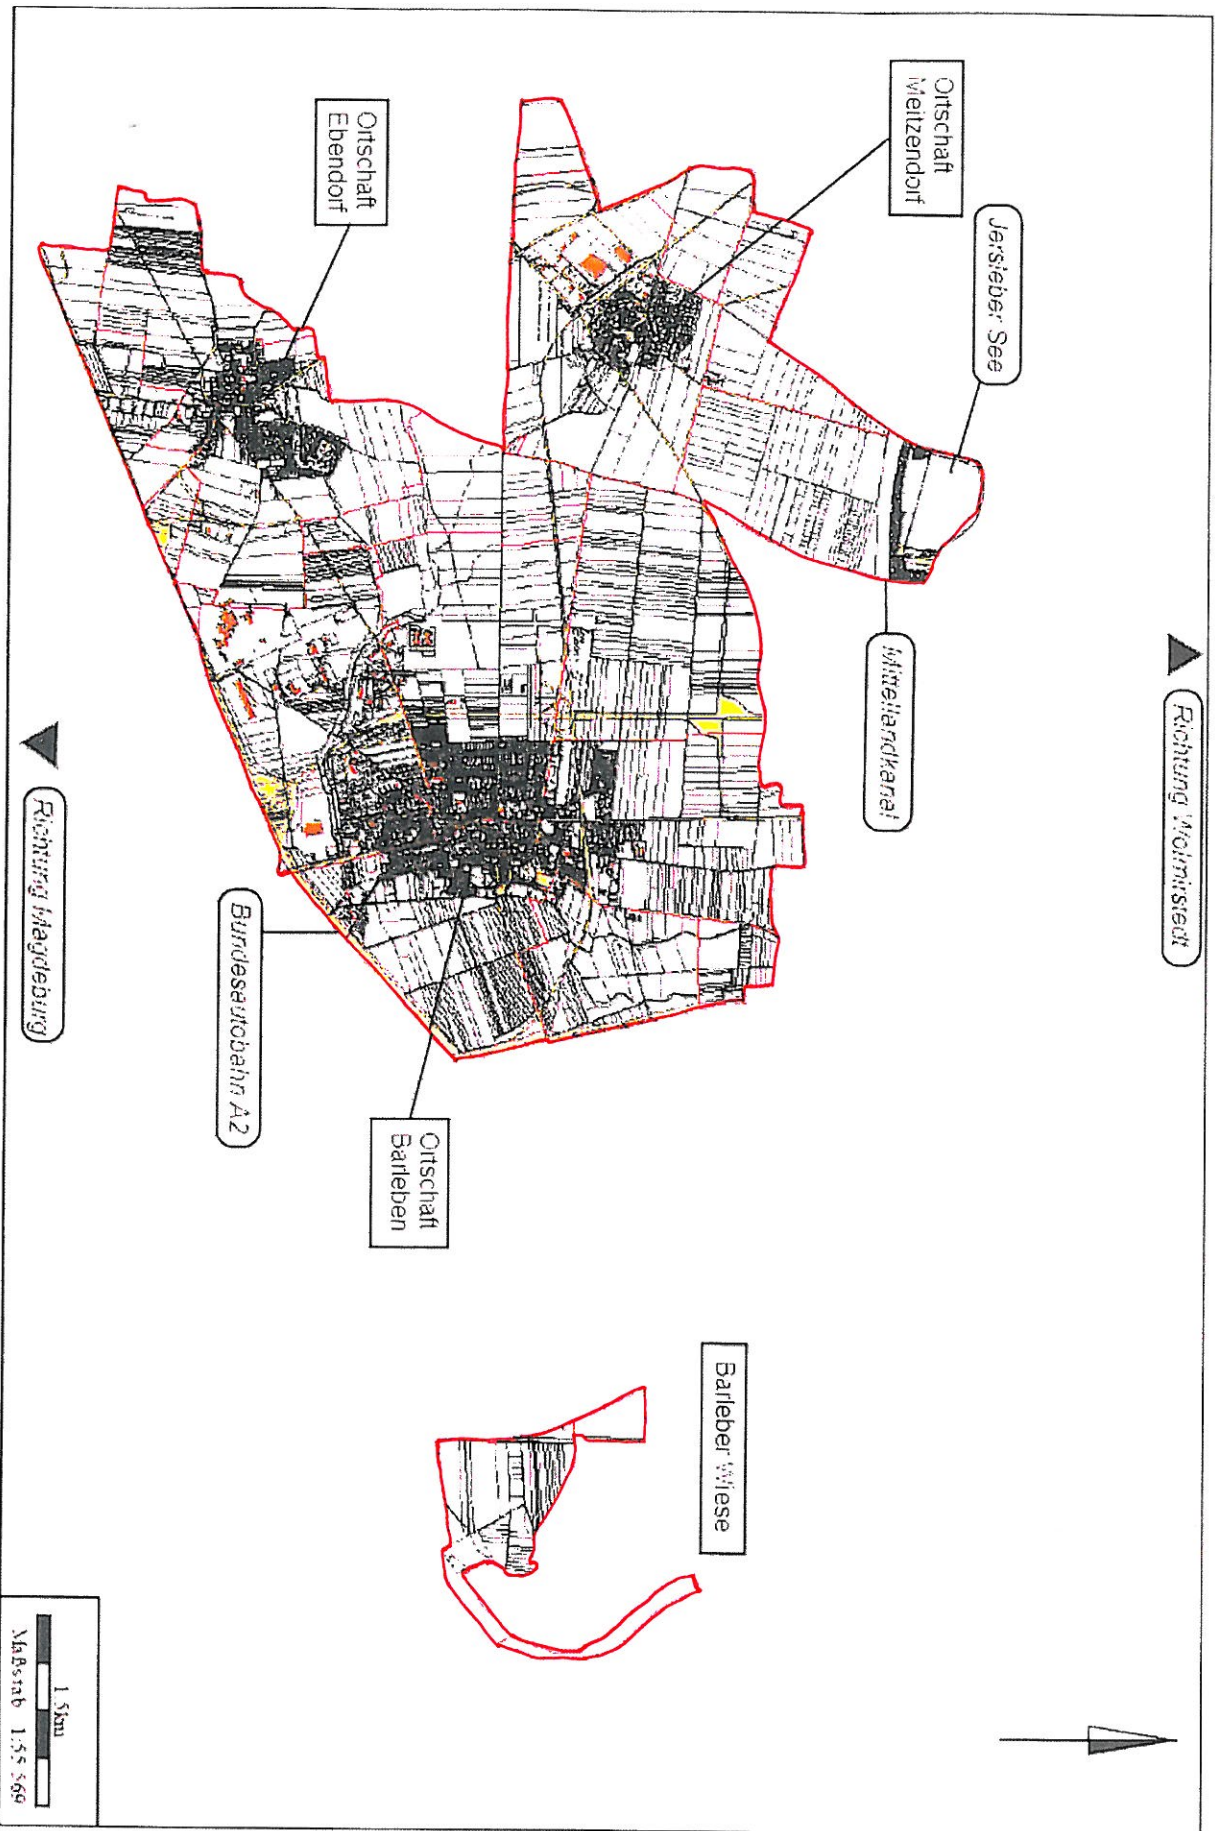 Richtung Wolmirstedt
Jersleber See
Ortschaft
Meitzendorf
Mittellandkanal
Barleber Wiese
Ortschaft
Ebendorf
Ortschaft
Barleben
Bundesautobahn A2
Richtung Magdeburg
1.5km
Maßstab 1:55 569